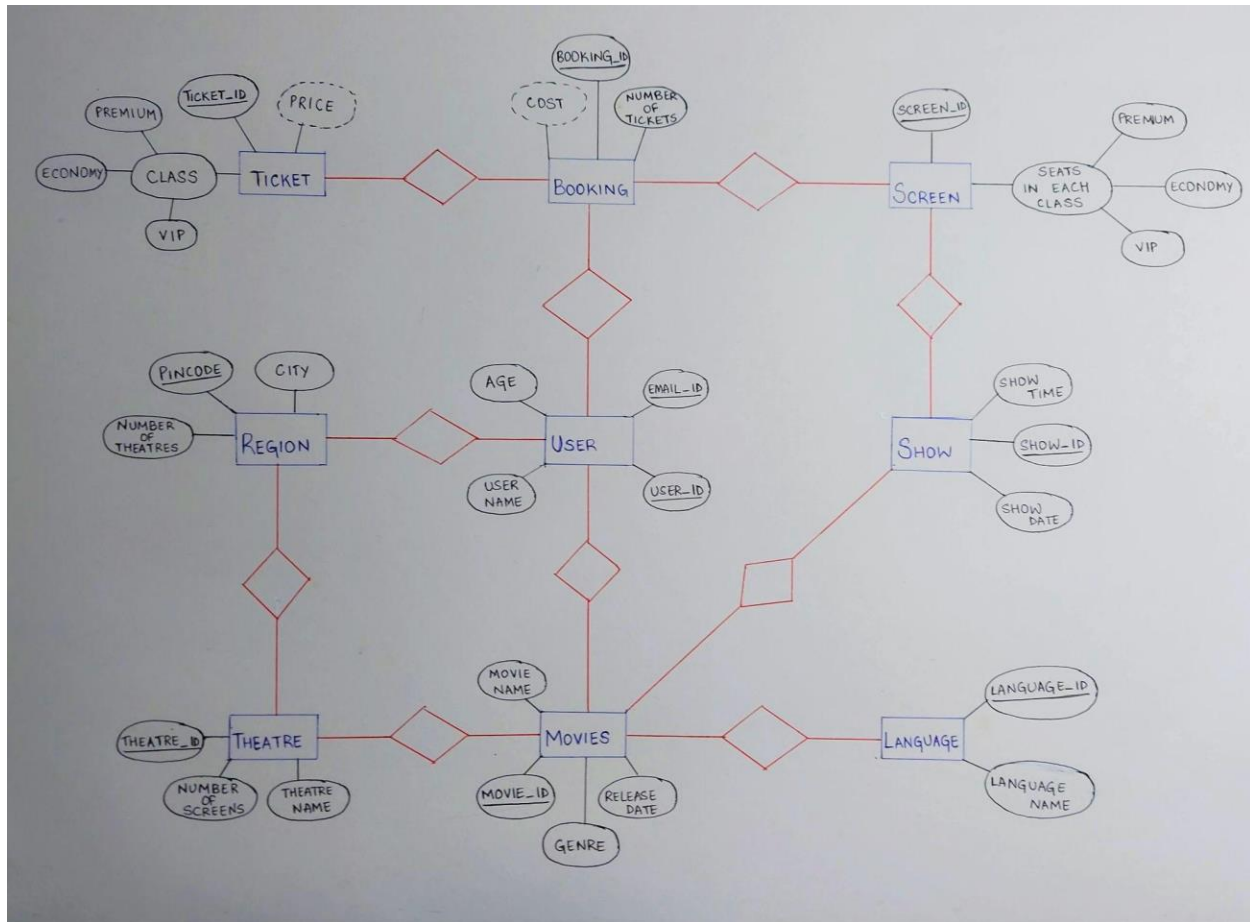 BOOKING_ID
TICKET_ID
PRICE
COST
NUMBER
OF
TICKETS
SCREEN_ID
PREMIUM
PREMIUM
ECONOMY
CLASS
TICKET
BOOKING
SCREEN
SEATS
IN EACH
CLASS
ECONOMY
VIP
VIP
PINCODE
CITY
AGE
EMAIL_ID
SHOW
TIME
NUMBER
OF
THEATRES
REGION
USER
SHOW
SHOW_ID
USER
NAME
USER_ID
SHOW
DATE
MOVIE
NAME
LANGUAGE_ID
THEATRE_ID
THEATRE
MOVIES
LANGUAGE
NUMBER
OF
SCREENS
THEATRE
NAME
MOVIE_ID
RELEASE
DATE
LANGUAGE
NAME
GENRE